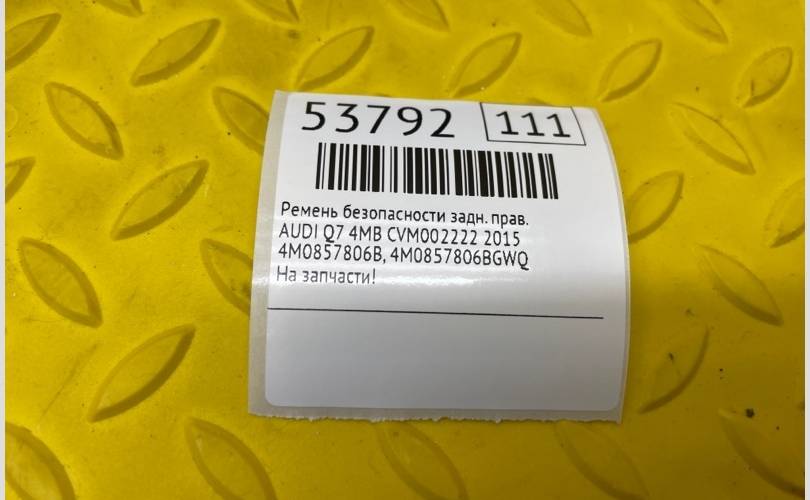 53792 111
Ремень безопасности задн. прав.
AUDI Q7 4MB CVM002222 2015
4M0857806B, 4M0857806BGWQ
На запчасти!